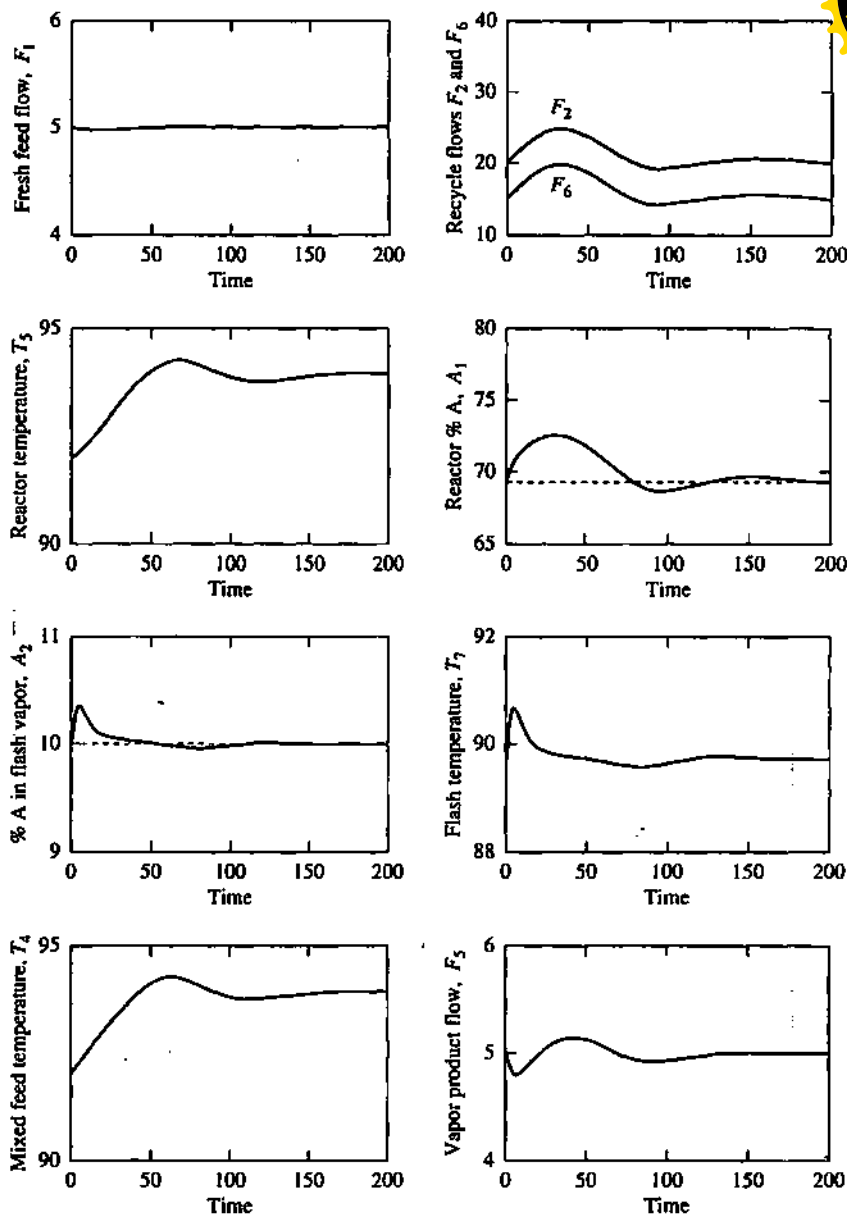 Fresh feed flow, F₁
6
5
4
0 50 100 150 200
Time
Recycle flows F₂ and F₆
40
30
20
10
F₂
F₆
0 50 100 150 200
Time
Reactor temperature, T₅
95
90
0 50 100 150 200
Time
Reactor % A, A₁
80
75
70
65
0 50 100 150 200
Time
% A in flash vapor, A₂
11
10
9
0 50 100 150 200
Time
Flash temperature, T₇
92
90
88
0 50 100 150 200
Time
Mixed feed temperature, T₄
95
90
0 50 100 150 200
Time
Vapor product flow, F₅
6
5
4
0 50 100 150 200
Time